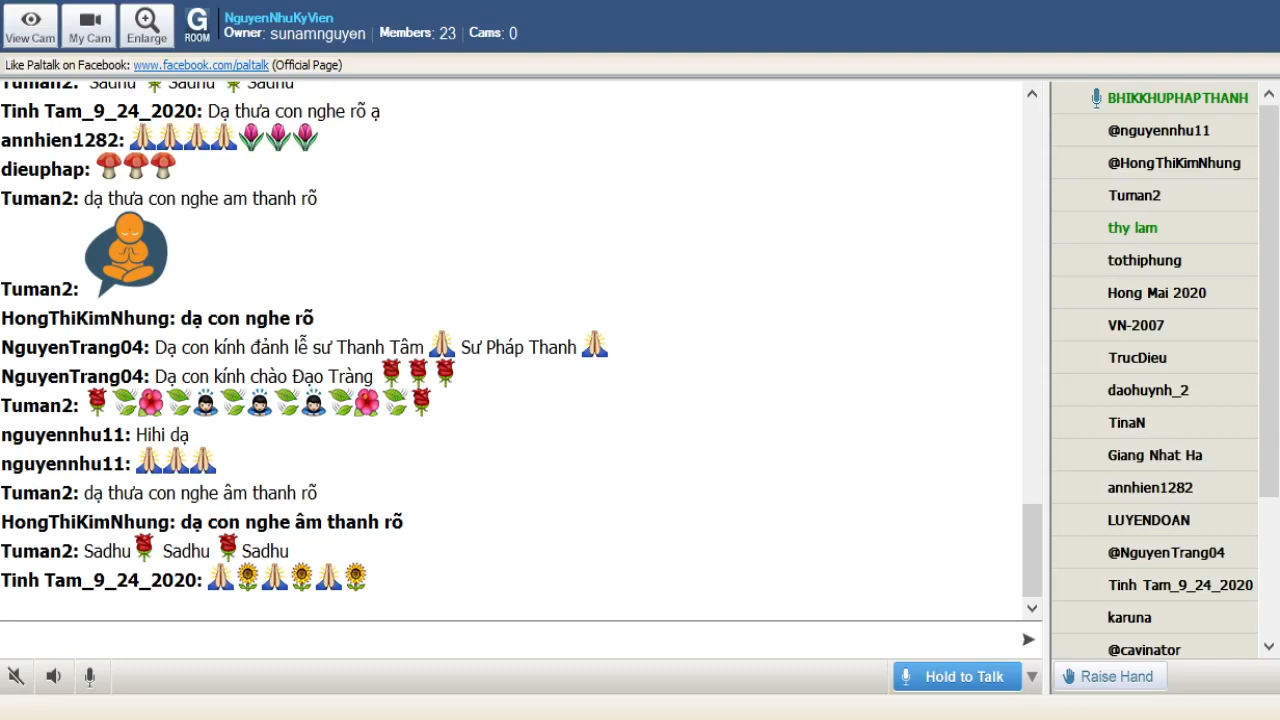 View Cam
My Cam
Enlarge
G
ROOM
NguyenNhuKyVien
Owner: sunamnguyen Members: 23 Cams: 0
Like Paltalk on Facebook: www.facebook.com/paltalk (Official Page)
Tuman2: Sadhu Sadhu Sadhu
Tinh Tam_9_24_2020: Dạ thưa con nghe rõ ạ
annhien1282:
dieuphap:
Tuman2: dạ thưa con nghe am thanh rõ
Tuman2:
HongThiKimNhung: dạ con nghe rõ
NguyenTrang04: Dạ con kính đảnh lễ sư Thanh Tâm Sư Pháp Thanh
NguyenTrang04: Dạ con kính chào Đạo Tràng
Tuman2:
nguyennhu11: Hihi dạ
nguyennhu11:
Tuman2: dạ thưa con nghe âm thanh rõ
HongThiKimNhung: dạ con nghe âm thanh rõ
Tuman2: Sadhu Sadhu Sadhu
Tinh Tam_9_24_2020:
Hold to Talk
BHIKKHUPHAPTHANH
@nguyennhu11
@HongThiKimNhung
Tuman2
thy lam
tothiphung
Hong Mai 2020
VN-2007
TrucDieu
daohuynh_2
TinaN
Giang Nhat Ha
annhien1282
LUYENDOAN
@NguyenTrang04
Tinh Tam_9_24_2020
karuna
@cavinator
Raise Hand